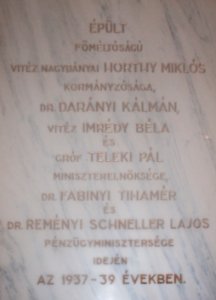 ÉPÜLT
FŐMÉLTÓSÁGÚ
VITÉZ NAGYBÁNYAI HORTHY MIKLÓS
KORMÁNYZÓSÁGA,
DR. DARÁNYI KÁLMÁN,
VITÉZ IMRÉDY BÉLA
ÉS
GRÓF TELEKI PÁL
MINISZTERELNÖKSÉGE,
DR. FABINYI TIHAMÉR
ÉS
DR. REMÉNYI SCHNELLER LAJOS
PÉNZÜGYMINISZTERSÉGE
IDEJÉN
AZ 1937-39 ÉVEKBEN.